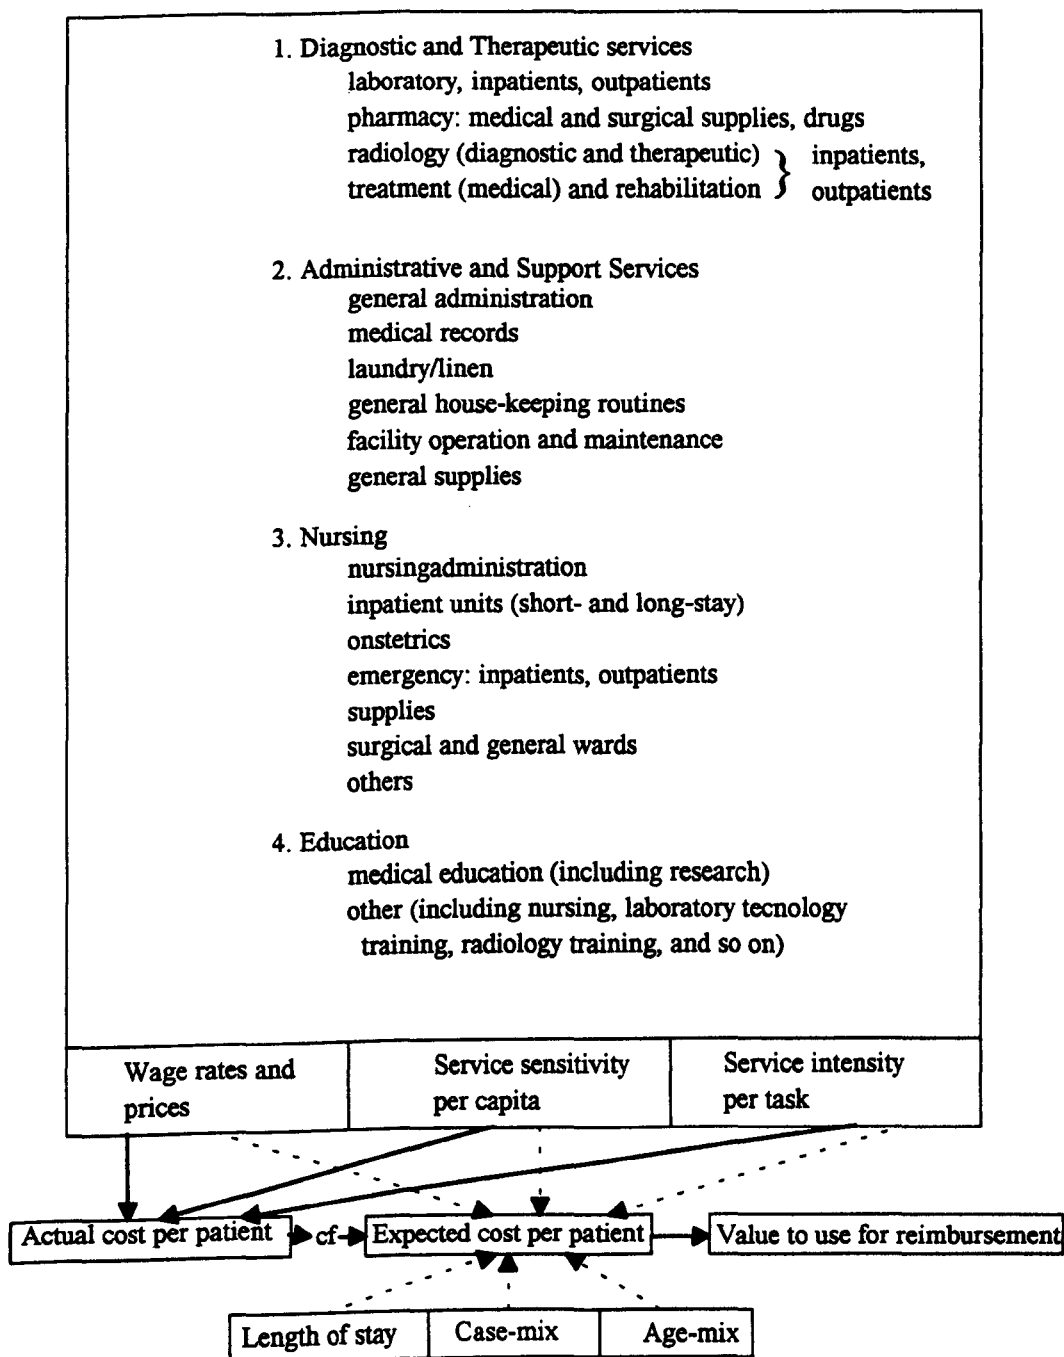 1. Diagnostic and Therapeutic services
laboratory, inpatients, outpatients
pharmacy: medical and surgical supplies, drugs
radiology (diagnostic and therapeutic) } inpatients,
treatment (medical) and rehabilitation } outpatients
2. Administrative and Support Services
general administration
medical records
laundry/linen
general house-keeping routines
facility operation and maintenance
general supplies
3. Nursing
nursingadministration
inpatient units (short- and long-stay)
onstetrics
emergency: inpatients, outpatients
supplies
surgical and general wards
others
4. Education
medical education (including research)
other (including nursing, laboratory tecnology
training, radiology training, and so on)
Wage rates and
prices
Service sensitivity
per capita
Service intensity
per task
Actual cost per patient
cf
Expected cost per patient
Value to use for reimbursement
Length of stay
Case-mix
Age-mix